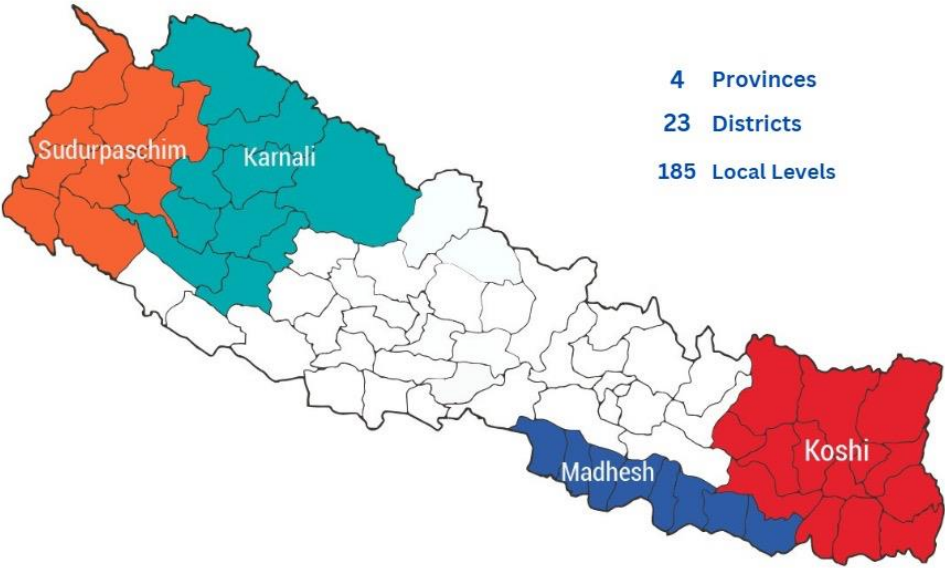 4 Provinces
23 Districts
185 Local Levels
Sudurpaschim
Karnali
Koshi
Madhesh